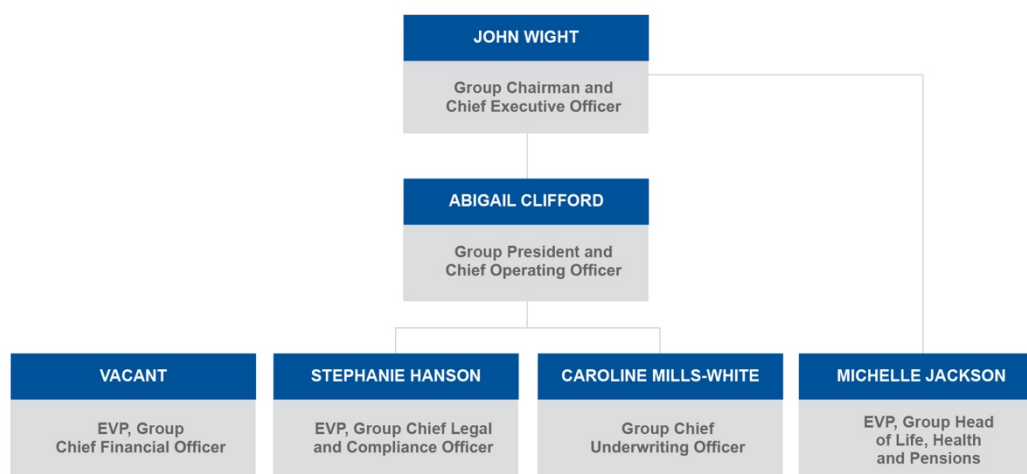 JOHN WIGHT
Group Chairman and
Chief Executive Officer
ABIGAIL CLIFFORD
Group President and
Chief Operating Officer
VACANT
EVP, Group
Chief Financial Officer
STEPHANIE HANSON
EVP, Group Chief Legal
and Compliance Officer
CAROLINE MILLS-WHITE
Group Chief
Underwriting Officer
MICHELLE JACKSON
EVP, Group Head
of Life, Health
and Pensions